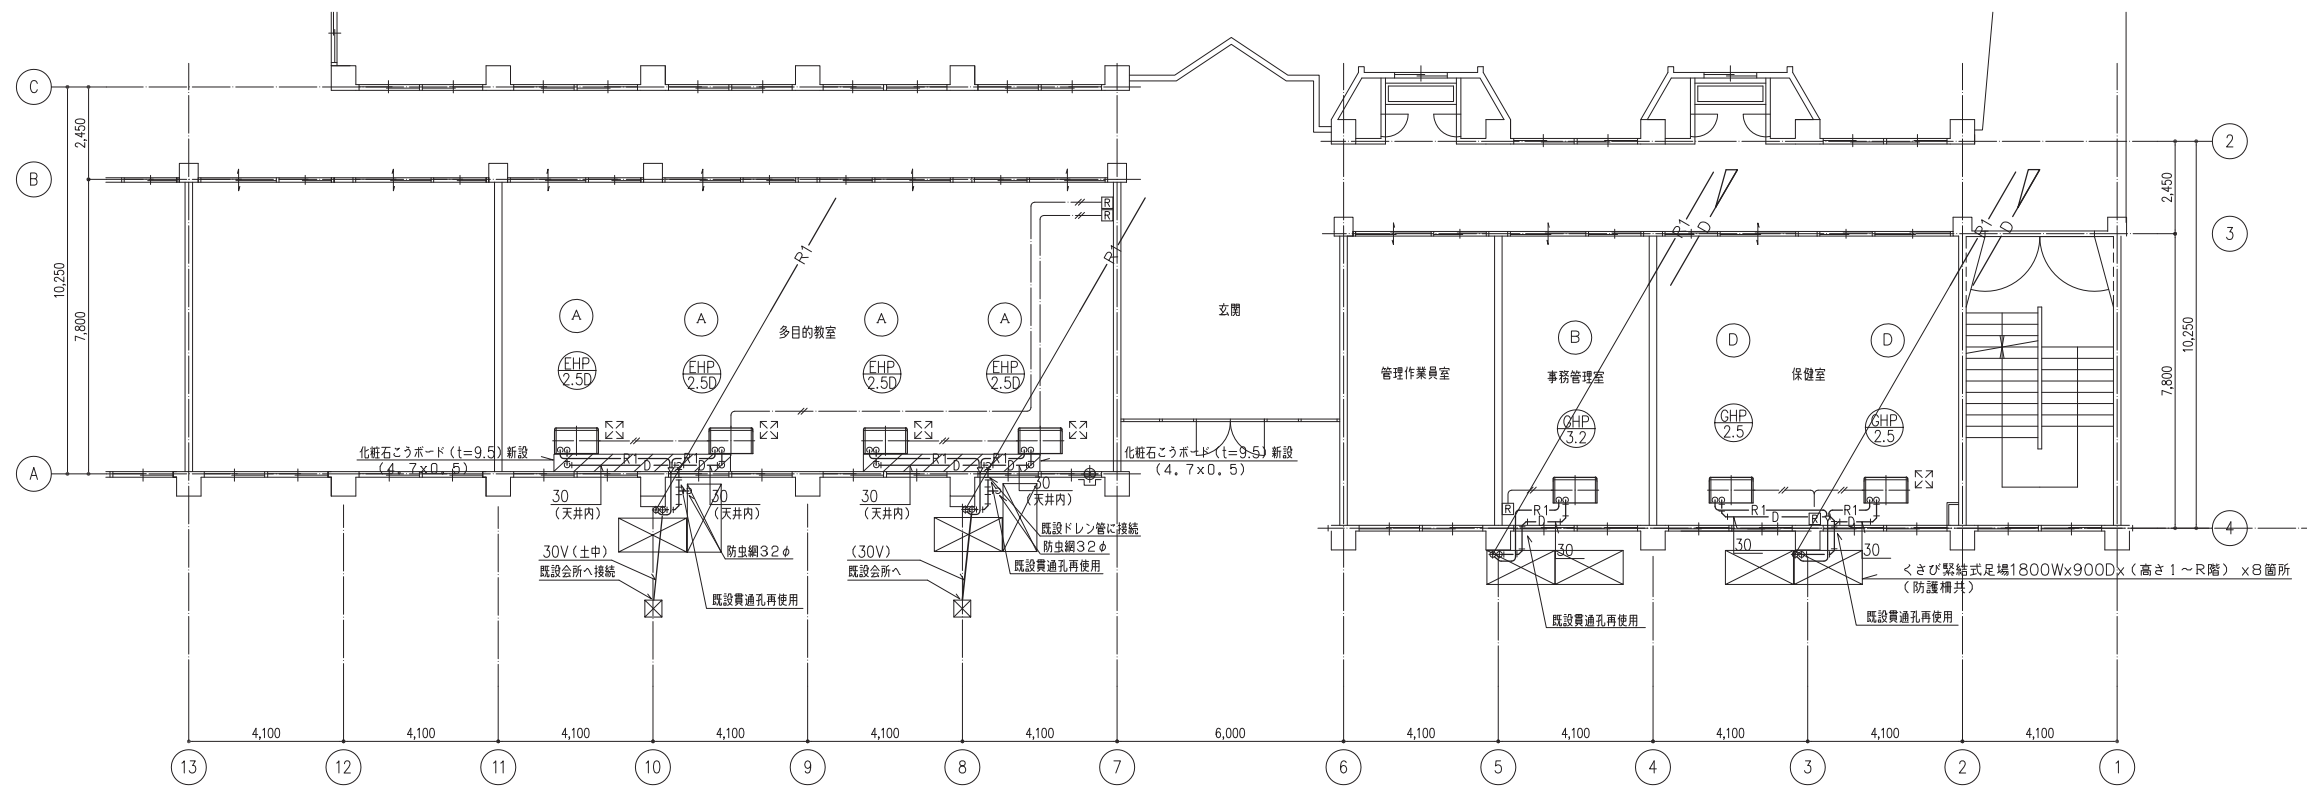 C
B
A
2,450
7,800
10,250
R
R
R1
R1
A
A
A
A
多目的教室
EHP
2.5D
EHP
2.5D
EHP
2.5D
EHP
2.5D
化粧石こうボード(t=9.5)新設
(4.7x0.5)
R1
D
R1
D
R1
D
R1
D
化粧石こうボード(t=9.5)新設
(4.7x0.5)
30
(天井内)
30
(天井内)
30
(天井内)
30
(天井内)
30V(土中)
既設会所へ接続
防虫網32φ
既設貫通孔再使用
(30V)
既設会所へ
既設ドレン管に接続
防虫網32φ
既設貫通孔再使用
玄関
2
3
4
2,450
7,800
10,250
R1
D
R1
D
管理作業員室
B
事務管理室
GHP
3.2
D
D
保健室
GHP
2.5
GHP
2.5
R
R1
D
30
R1
D
R
R1
D
30
30
くさび緊結式足場1800Wx900Dx(高さ1～R階) x8箇所
(防護柵共)
既設貫通孔再使用
既設貫通孔再使用
4,100
4,100
4,100
4,100
4,100
4,100
6,000
4,100
4,100
4,100
4,100
4,100
13
12
11
10
9
8
7
6
5
4
3
2
1